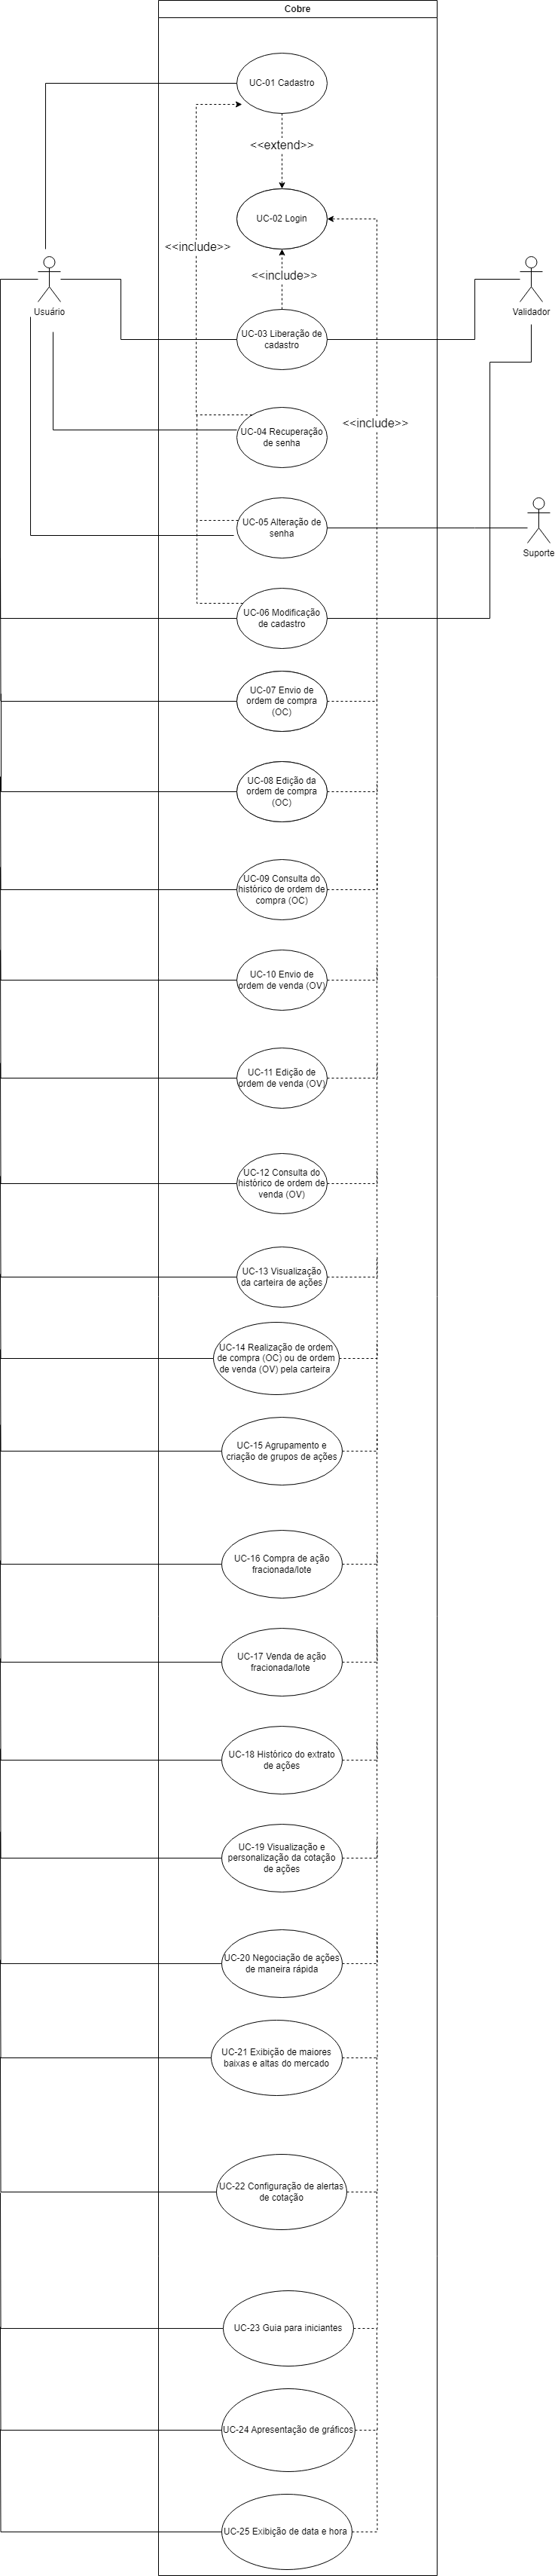 Cobre
UC-01 Cadastro
<<extend>>
UC-02 Login
<<include>>
<<include>>
Usuário
Validador
UC-03 Liberação de
cadastro
<<include>>
UC-04 Recuperação
de senha
UC-05 Alteração de
senha
Suporte
UC-06 Modificação
de cadastro
UC-07 Envio de
ordem de compra
(OC)
UC-08 Edição da
ordem de compra
(OC)
UC-09 Consulta do
histórico de ordem de
compra (OC)
UC-10 Envio de
ordem de venda (OV)
UC-11 Edição de
ordem de venda (OV)
UC-12 Consulta do
histórico de ordem de
venda (OV)
UC-13 Visualização
da carteira de ações
UC-14 Realização de ordem
de compra (OC) ou de ordem
de venda (OV) pela carteira
UC-15 Agrupamento e
criação de grupos de ações
UC-16 Compra de ação
fracionada/lote
UC-17 Venda de ação
fracionada/lote
UC-18 Histórico do extrato
de ações
UC-19 Visualização e
personalização da cotação
de ações
UC-20 Negociação de ações
de maneira rápida
UC-21 Exibição de maiores
baixas e altas do mercado
UC-22 Configuração de alertas
de cotação
UC-23 Guia para iniciantes
UC-24 Apresentação de gráficos
UC-25 Exibição de data e hora